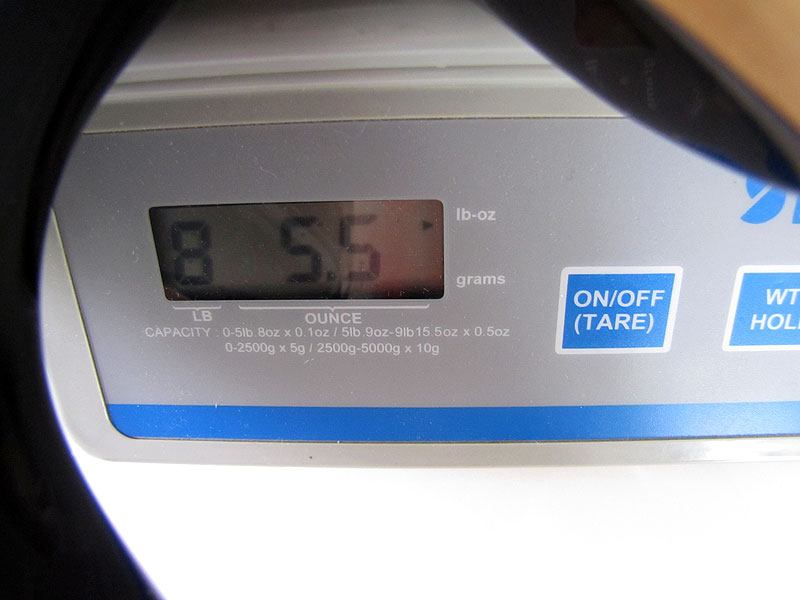 8 5.5
lb-oz
grams
LB OUNCE
CAPACITY : 0-5lb 8oz x 0.1oz / 5lb 9oz-9lb15.5oz x 0.5oz
0-2500g x 5g / 2500g-5000g x 10g
ON/OFF
(TARE)
WT